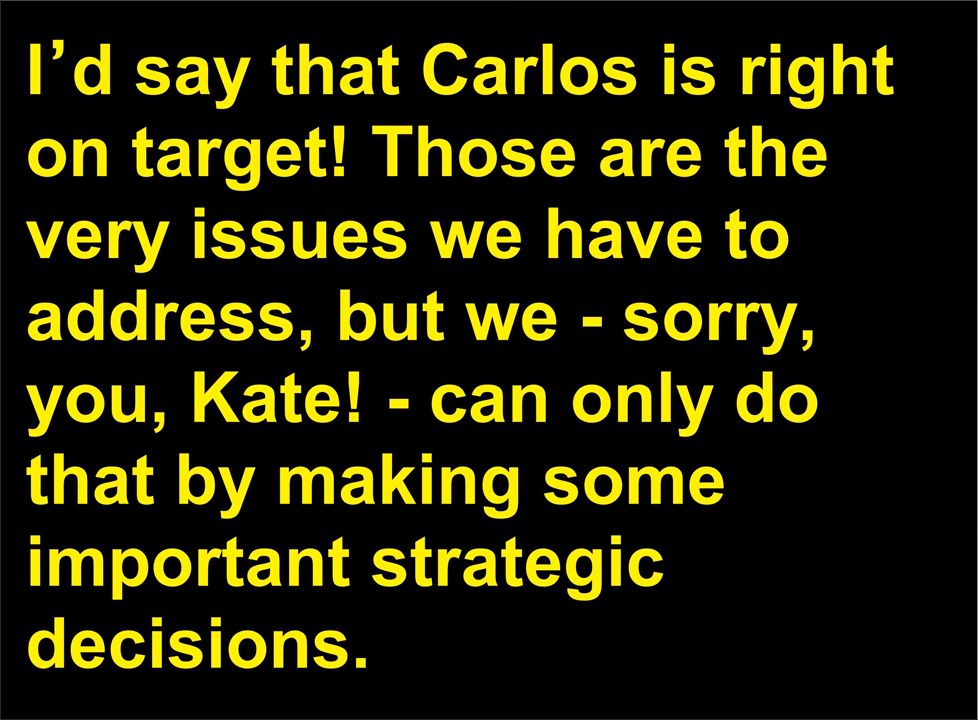 I’d say that Carlos is right
on target! Those are the
very issues we have to
address, but we - sorry,
you, Kate! - can only do
that by making some
important strategic
decisions.